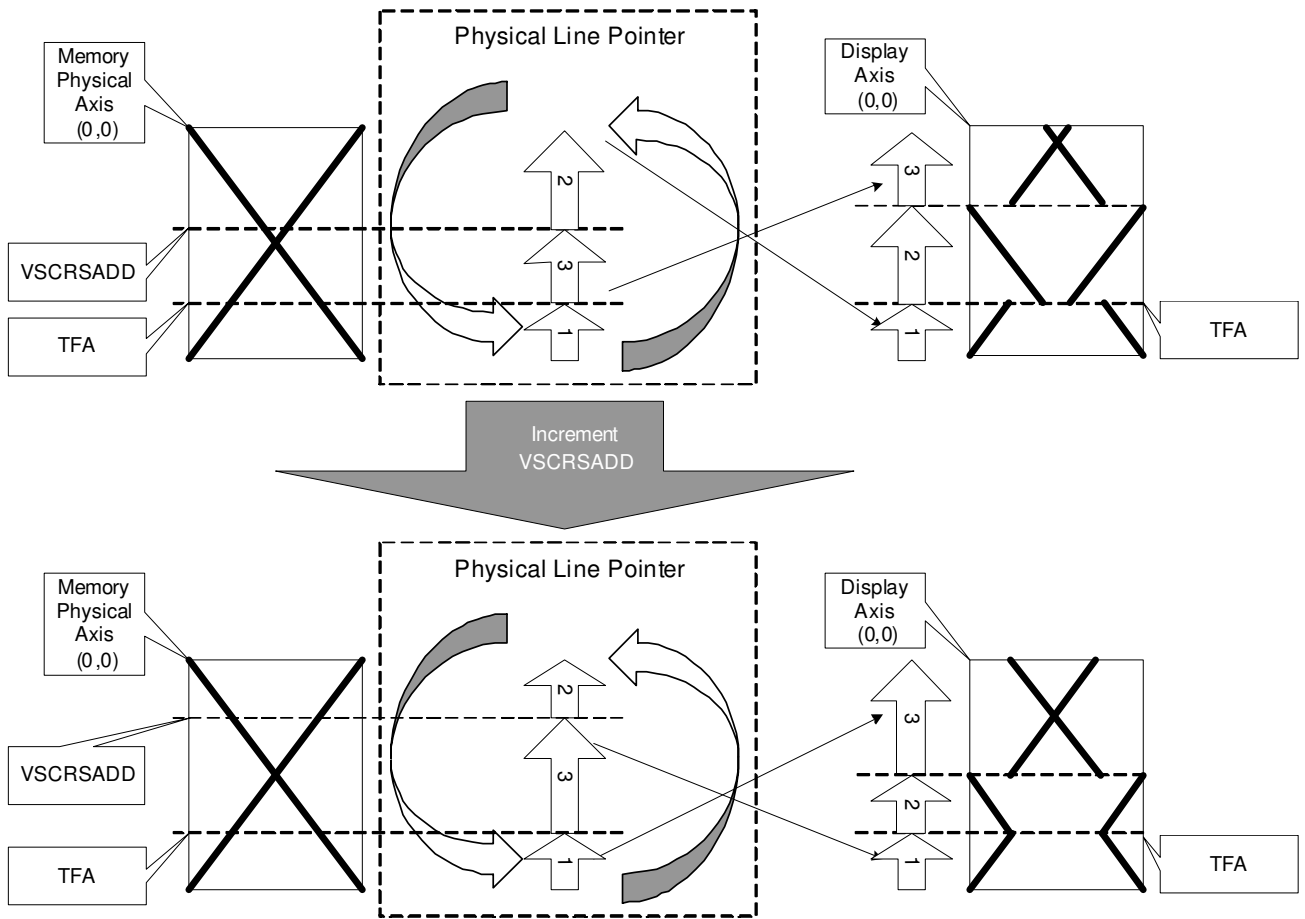 Physical Line Pointer
Memory
Physical
Axis
(0,0)
Display
Axis
(0,0)
VSCRSADD
TFA
2
3
1
3
2
1
TFA
Increment
VSCRSADD
Physical Line Pointer
Memory
Physical
Axis
(0,0)
Display
Axis
(0,0)
VSCRSADD
TFA
2
3
1
3
2
1
TFA